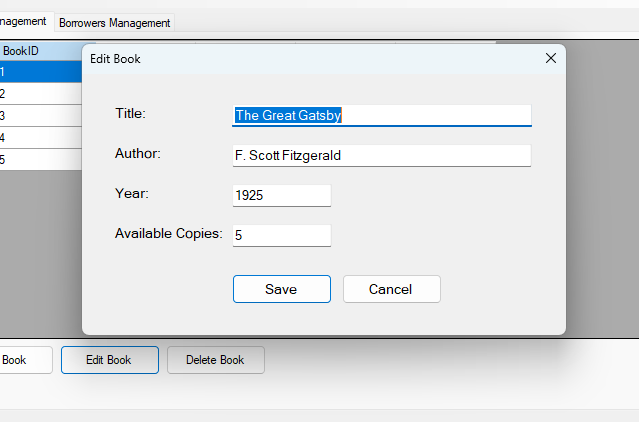 nagement Borrowers Management
BookID
1
2
3
4
5
Edit Book
Title: The Great Gatsby
Author: F. Scott Fitzgerald
Year: 1925
Available Copies: 5
Save Cancel
Book Edit Book Delete Book